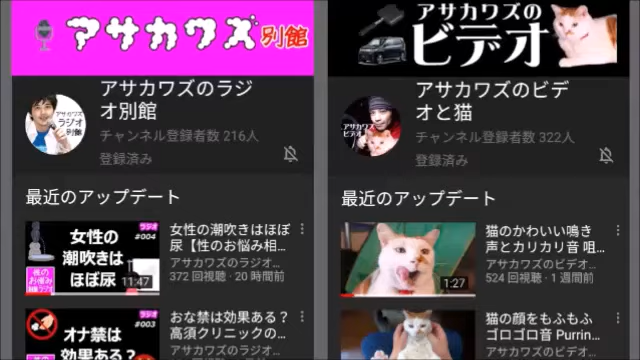 アサカワズ別館
アサカワズのラジ
オ別館
チャンネル登録者数 216人
登録済み
最近のアップデート
ラジオ
#004
女性の
潮吹きは
ほぼ尿
11:47
女性の潮吹きはほぼ
尿【性のお悩み相...
アサカワズのラジオ...
372 回視聴・20 時間前
ラジオ
#003
オナ禁は
効果ある?
おな禁は効果ある?
高須クリニックの...
アサカワズのラジオ...
アサカワズの
ビデオ
アサカワズのビデ
オと猫
チャンネル登録者数 322人
登録済み
最近のアップデート
1:27
猫のかわいい鳴き
声とカリカリ音 咀...
アサカワズのビデオ...
524 回視聴・1 週間前
猫の顔をもふもふ
ゴロゴロ音 Purrin...
アサカワズのビデオ...